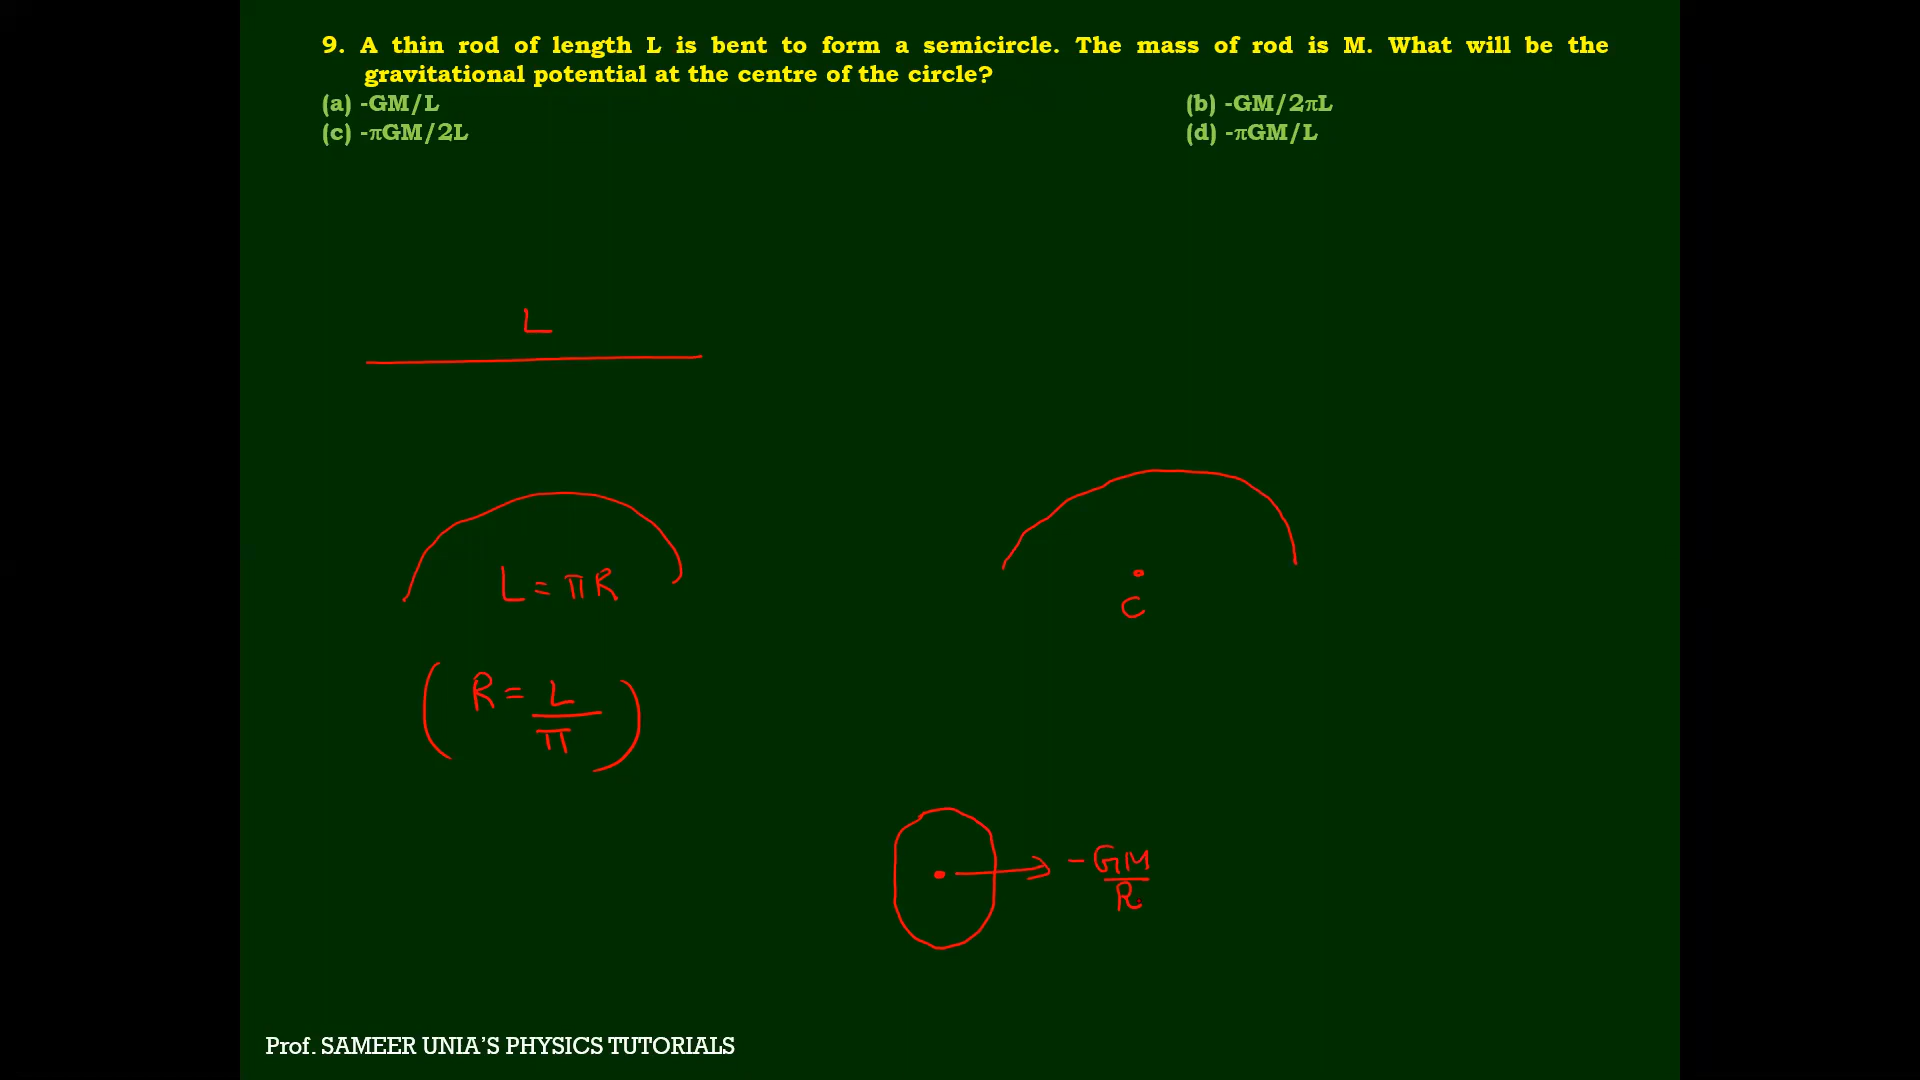 9. A thin rod of length L is bent to form a semicircle. The mass of rod is M. What will be the
gravitational potential at the centre of the circle?
(a) -GM/L (b) -GM/2πL
(c) -πGM/2L (d) -πGM/L
L
L = πR
C
R = L/π
-GM/R
Prof. SAMEER UNIA'S PHYSICS TUTORIALS